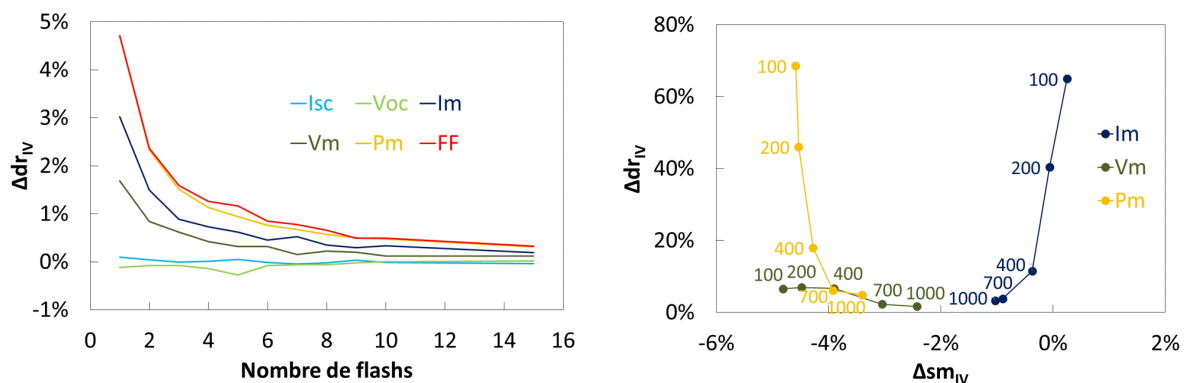 5%
4%
3%
2%
1%
0%
-1%
Δdr_IV
Isc Voc Im
Vm Pm FF
0 2 4 6 8 10 12 14 16
Nombre de flashs
80%
60%
40%
20%
0%
Δdr_IV
100
200
400
700
1000
100
200
400
700
1000
100
200
400
700
1000
Im
Vm
Pm
-6% -4% -2% 0% 2%
Δsm_IV